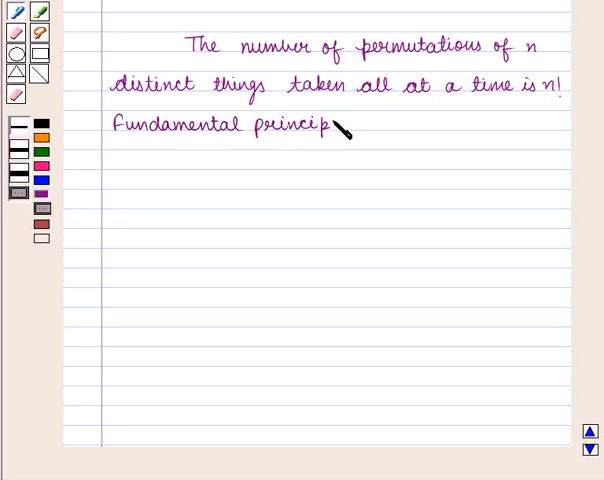 The number of permutations of n
distinct things taken all at a time is n!
Fundamental princip